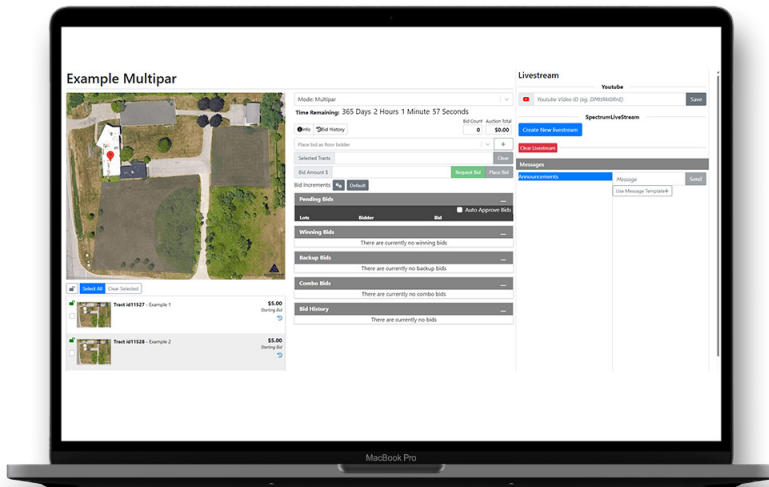 Example Multipar
Mode: Multipar
Time Remaining: 365 Days 2 Hours 1 Minute 57 Seconds
Info
Bid History
Bid Count
Auction Total
0
$0.00
Place bid as floor bidder
+
Selected Tracts
Clear
Bid Amount $
Request Bid
Place Bid
Bid Increments
Default
Pending Bids
Auto Approve Bids
Lots
Bidder
Bid
Winning Bids
There are currently no winning bids
Backup Bids
There are currently no backup bids
Combo Bids
There are currently no combo bids
Bid History
There are currently no bids
Select All
Clear Selected
Tract id11527 - Example 1
$5.00
Starting Bid
Tract id11528 - Example 2
$5.00
Starting Bid
Livestream
Youtube
Youtube Video ID (eg.
Save
SpectrumLiveStream
Create New livestream
Clear Livestream
Messages
Announcements
Message
Send
Use Message Template+
MacBook Pro